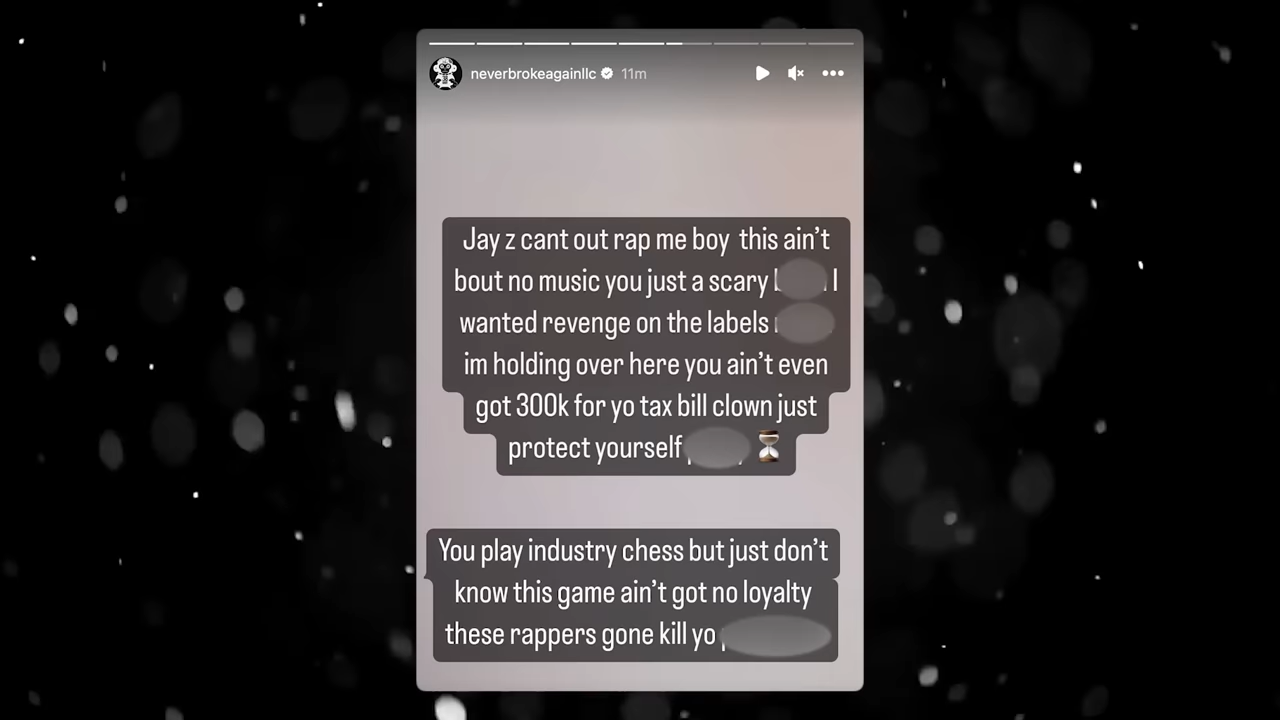 neverbrokeagainllc 11m
Jay z cant out rap me boy this ain't
bout no music you just a scary I
wanted revenge on the labels
im holding over here you ain't even
got 300k for yo tax bill clown just
protect yourself ⏳
You play industry chess but just don't
know this game ain't got no loyalty
these rappers gone kill yo